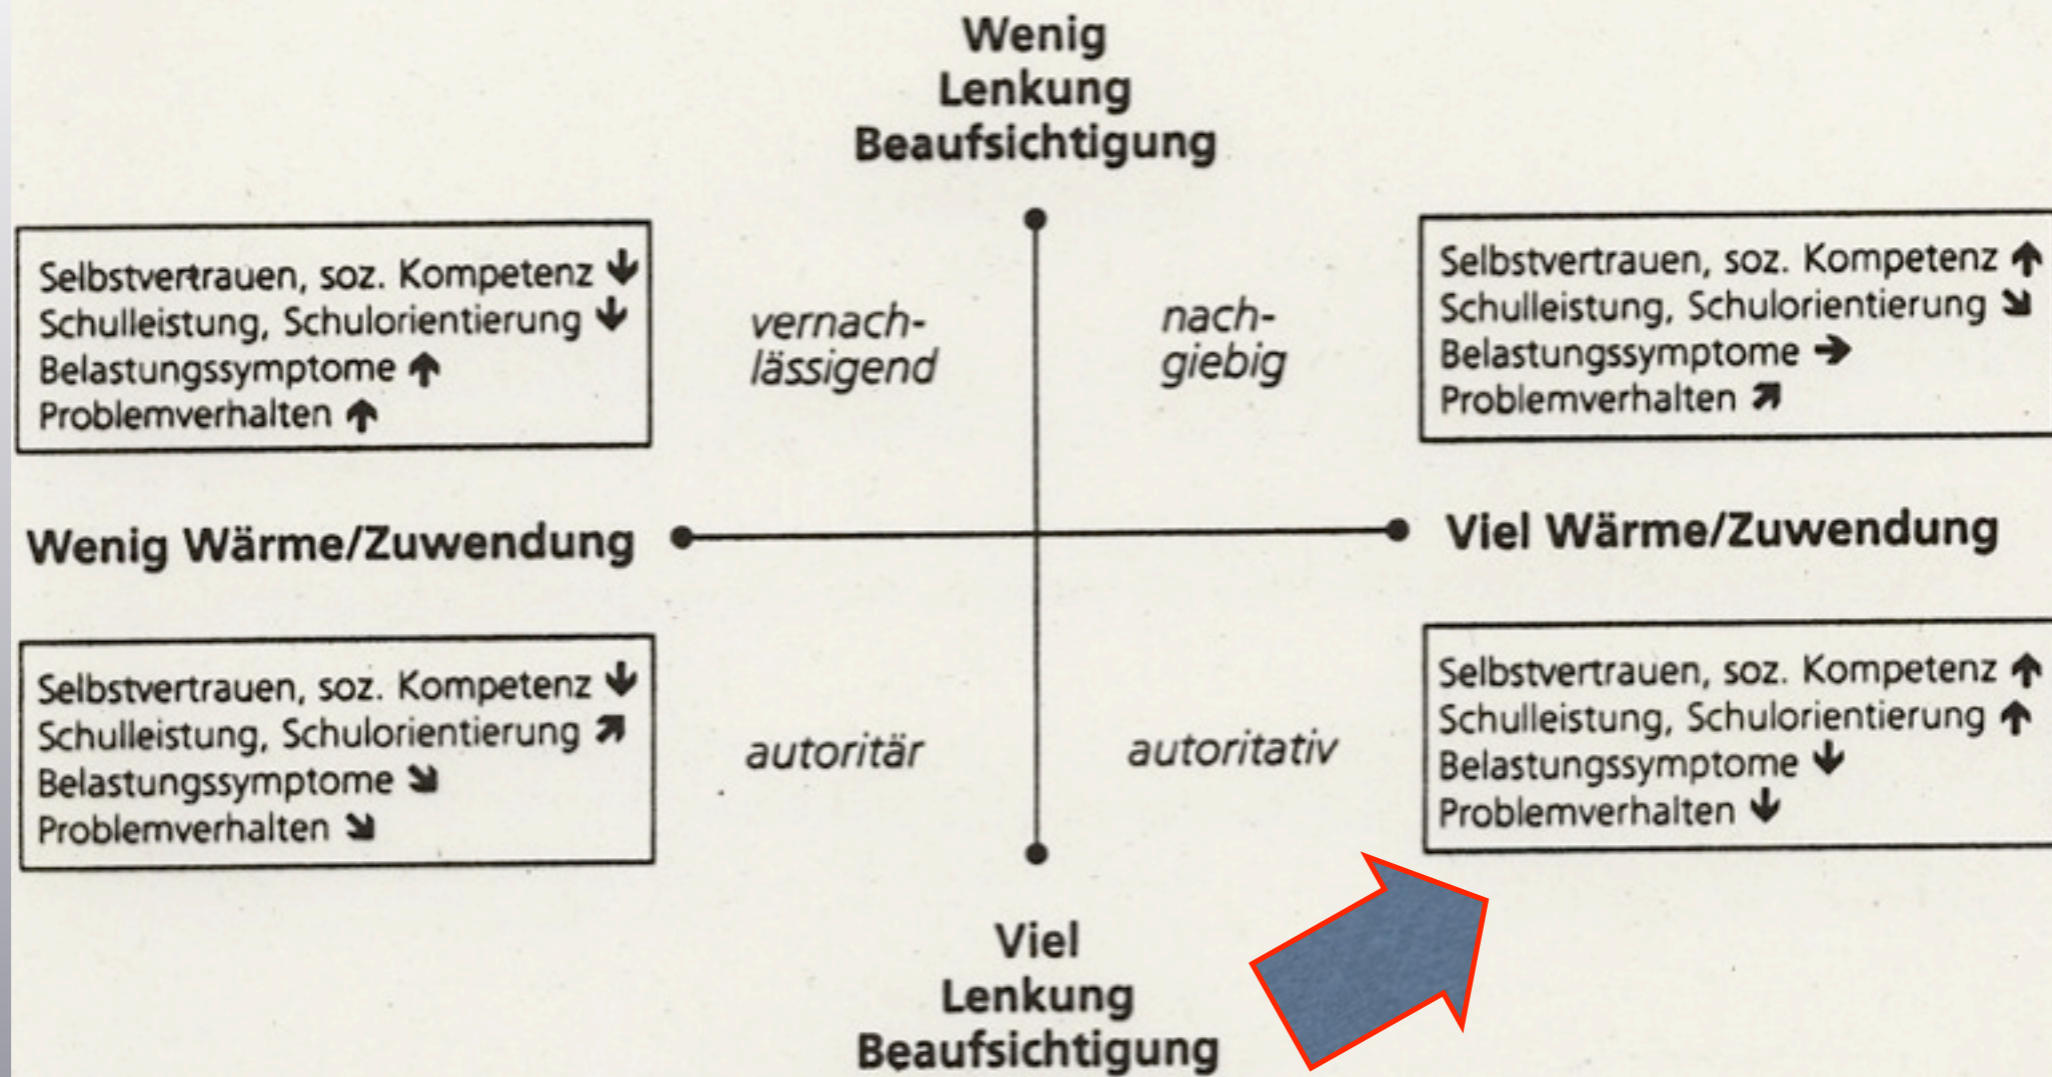 Wenig
Lenkung
Beaufsichtigung
Selbstvertrauen, soz. Kompetenz ↓
Schulleistung, Schulorientierung ↓
Belastungssymptome ↑
Problemverhalten ↑
vernach-
lässigend
nach-
giebig
Selbstvertrauen, soz. Kompetenz ↑
Schulleistung, Schulorientierung ↘
Belastungssymptome →
Problemverhalten ↗
Wenig Wärme/Zuwendung
Viel Wärme/Zuwendung
Selbstvertrauen, soz. Kompetenz ↓
Schulleistung, Schulorientierung ↗
Belastungssymptome ↘
Problemverhalten ↘
autoritär
autoritativ
Selbstvertrauen, soz. Kompetenz ↑
Schulleistung, Schulorientierung ↑
Belastungssymptome ↓
Problemverhalten ↓
Viel
Lenkung
Beaufsichtigung